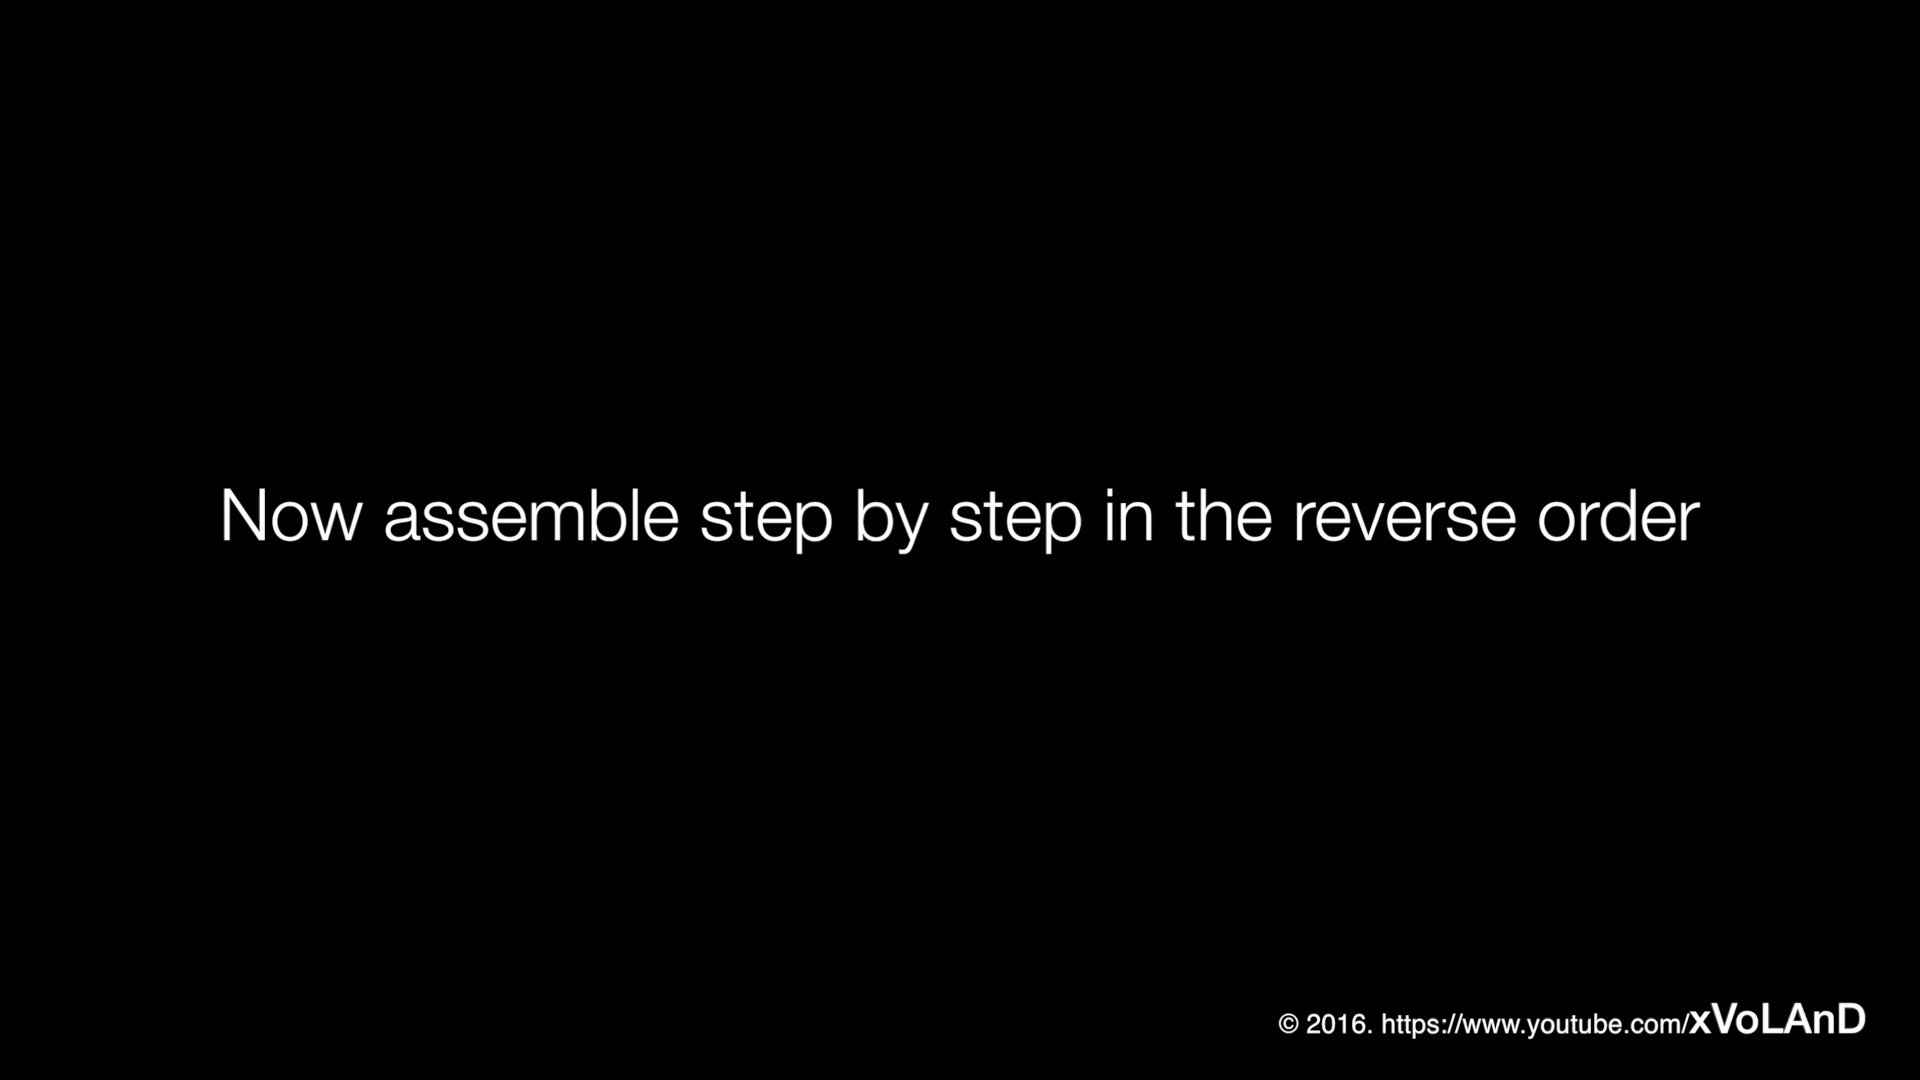 Now assemble step by step in the reverse order
© 2016. https://www.youtube.com/xVoLAnD